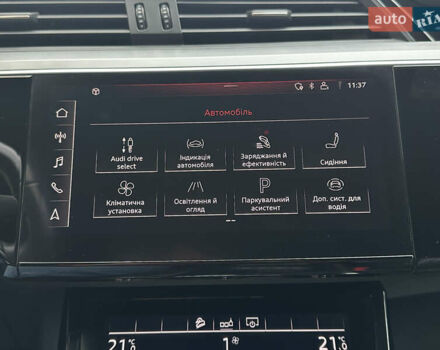 auto RIA
11:37
Автомобіль
Audi drive
select
Індикація
автомобіля
Заряджання й
ефективність
Сидіння
Кліматична
установка
Освітлення й
огляд
Паркувальний
асистент
Доп. сист. для
водія
21°C
1
21°C